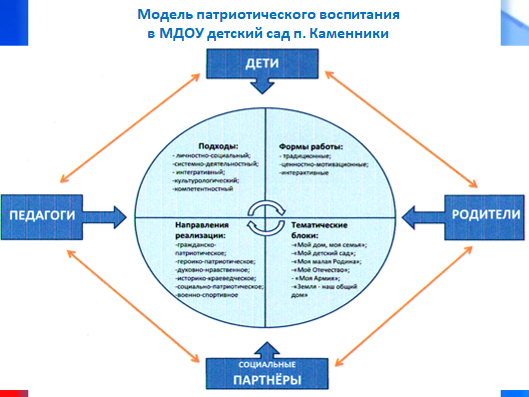 Модель патриотического воспитания
в МДОУ детский сад п. Каменники
ДЕТИ
Подходы:
- личностно-социальный;
-системно-деятельностный;
- интегративный;
-культурологический;
-компетентностный
Формы работы:
- традиционные;
-ценностно-мотивационные;
-интерактивные
ПЕДАГОГИ
РОДИТЕЛИ
Направления
реализации:
-гражданско-
патриотическое;
-героико-патриотическое;
-духовно-нравственное;
-историко-краеведческое;
-социально-патриотическое;
-военно-спортивное
Тематические
блоки:
-«Мой дом, моя семья»;
-«Мой детский сад»;
-«Моя малая Родина»;
-«Моё Отечество»;
- «Моя Армия»;
-«Земля - наш общий
дом»
СОЦИАЛЬНЫЕ
ПАРТНЁРЫ